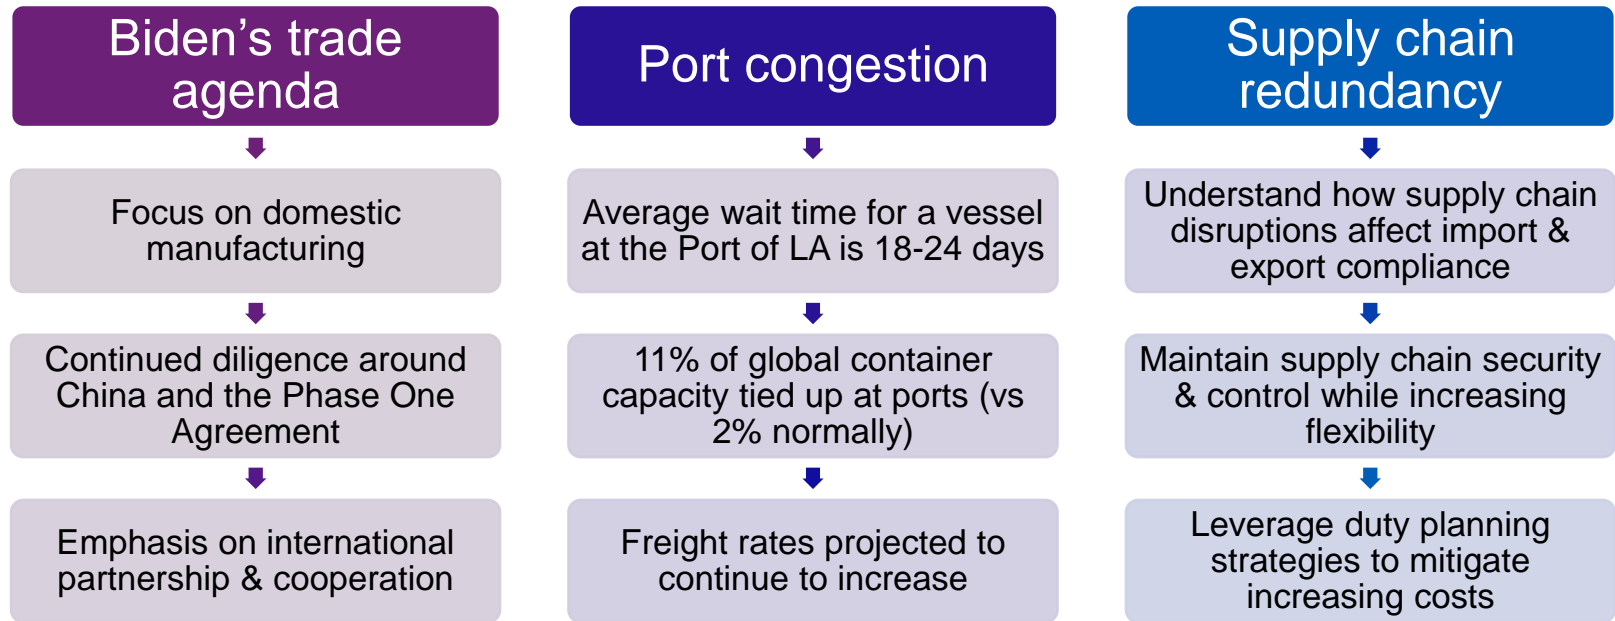 Biden’s trade
agenda
Focus on domestic
manufacturing
Continued diligence around
China and the Phase One
Agreement
Emphasis on international
partnership & cooperation
Port congestion
Average wait time for a vessel
at the Port of LA is 18-24 days
11% of global container
capacity tied up at ports (vs
2% normally)
Freight rates projected to
continue to increase
Supply chain
redundancy
Understand how supply chain
disruptions affect import &
export compliance
Maintain supply chain security
& control while increasing
flexibility
Leverage duty planning
strategies to mitigate
increasing costs